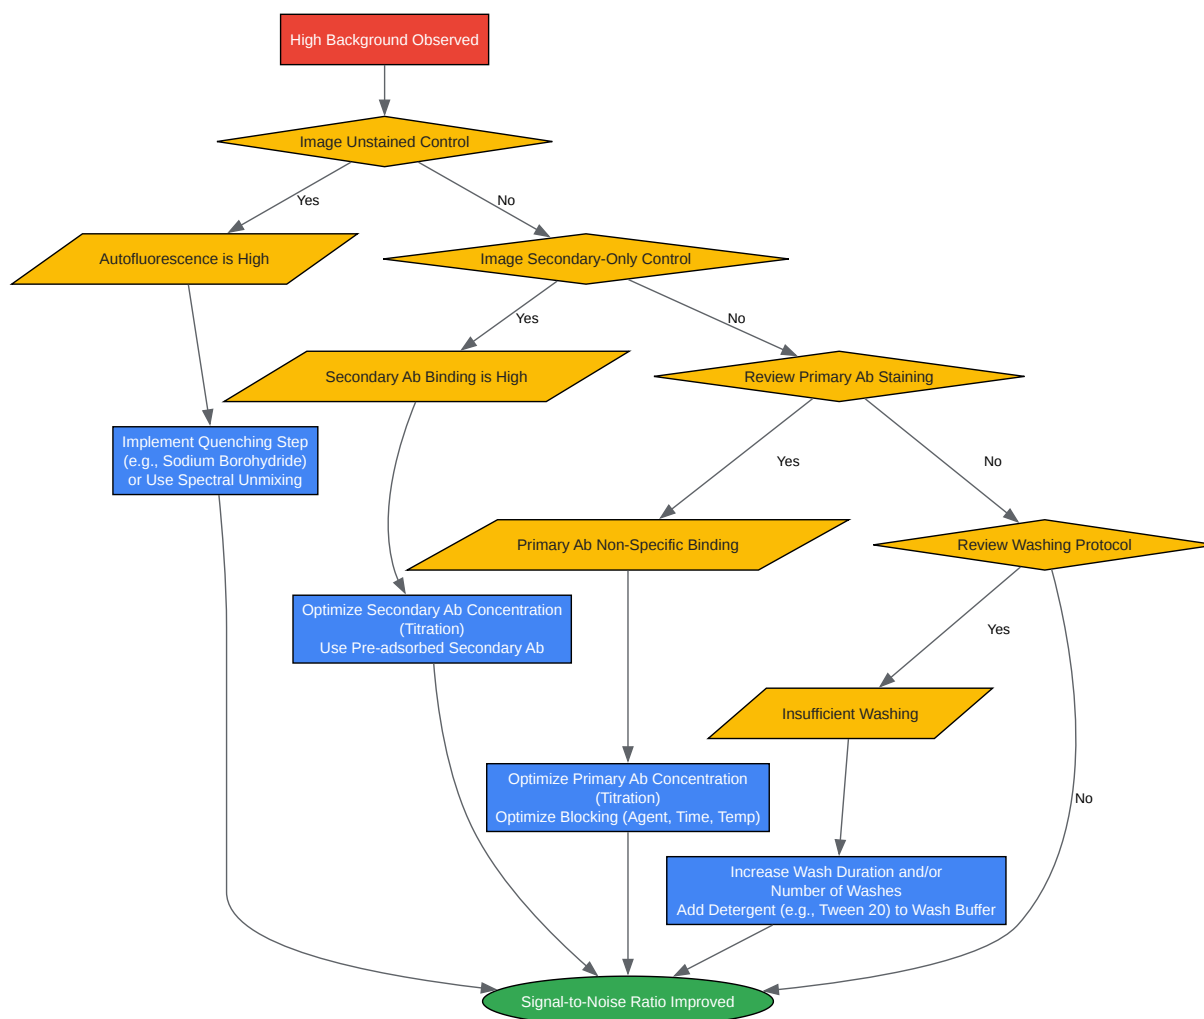 High Background Observed
Image Unstained Control
Yes
No
Autofluorescence is High
Image Secondary-Only Control
Yes
No
Secondary Ab Binding is High
Review Primary Ab Staining
Implement Quenching Step
(e.g., Sodium Borohydride)
or Use Spectral Unmixing
Yes
No
Primary Ab Non-Specific Binding
Review Washing Protocol
Optimize Secondary Ab Concentration
(Titration)
Use Pre-adsorbed Secondary Ab
Yes
Insufficient Washing
Optimize Primary Ab Concentration
(Titration)
Optimize Blocking (Agent, Time, Temp)
No
Increase Wash Duration and/or
Number of Washes
Add Detergent (e.g., Tween 20) to Wash Buffer
Signal-to-Noise Ratio Improved